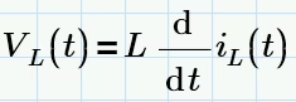 V_L(t) = L d/dt i_L(t)